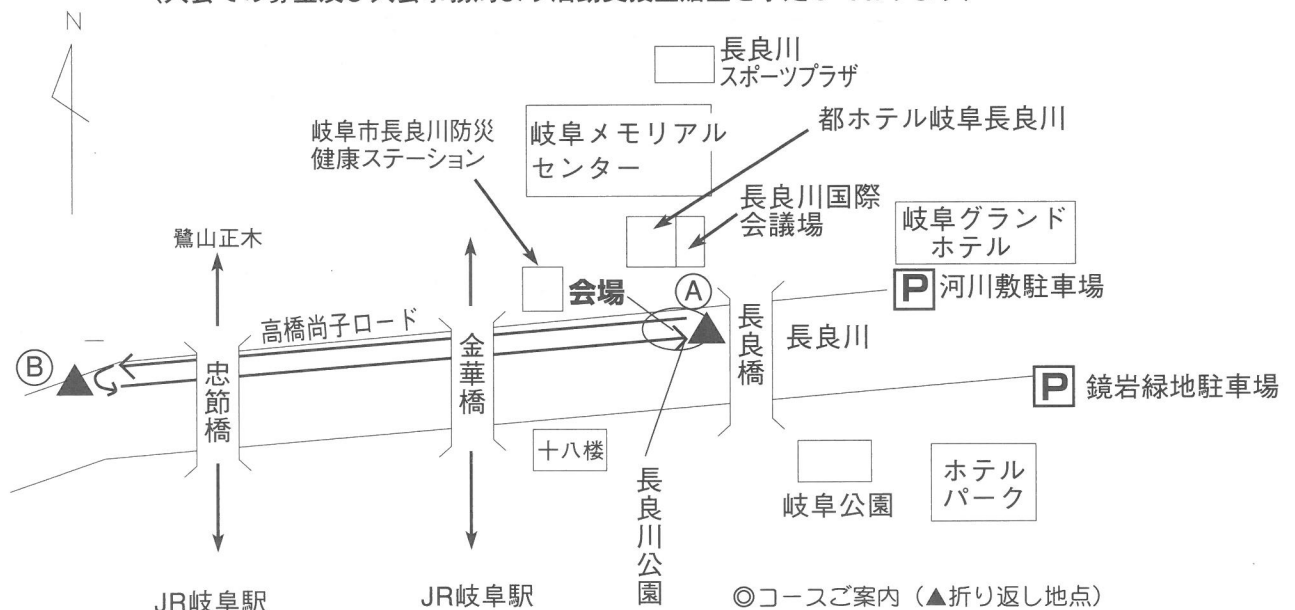 N
長良川
スポーツプラザ
岐阜メモリアル
センター
都ホテル岐阜長良川
岐阜市長良川防災
健康ステーション
長良川国際
会議場
岐阜グランド
ホテル
鷺山正木
会場
Ⓐ
P 河川敷駐車場
高橋尚子ロード
Ⓑ
忠節橋
金華橋
長良橋
長良川
P 鏡岩緑地駐車場
十八楼
長良川公園
岐阜公園
ホテル
パーク
JR岐阜駅
JR岐阜駅
◎コースご案内（▲折り返し地点）